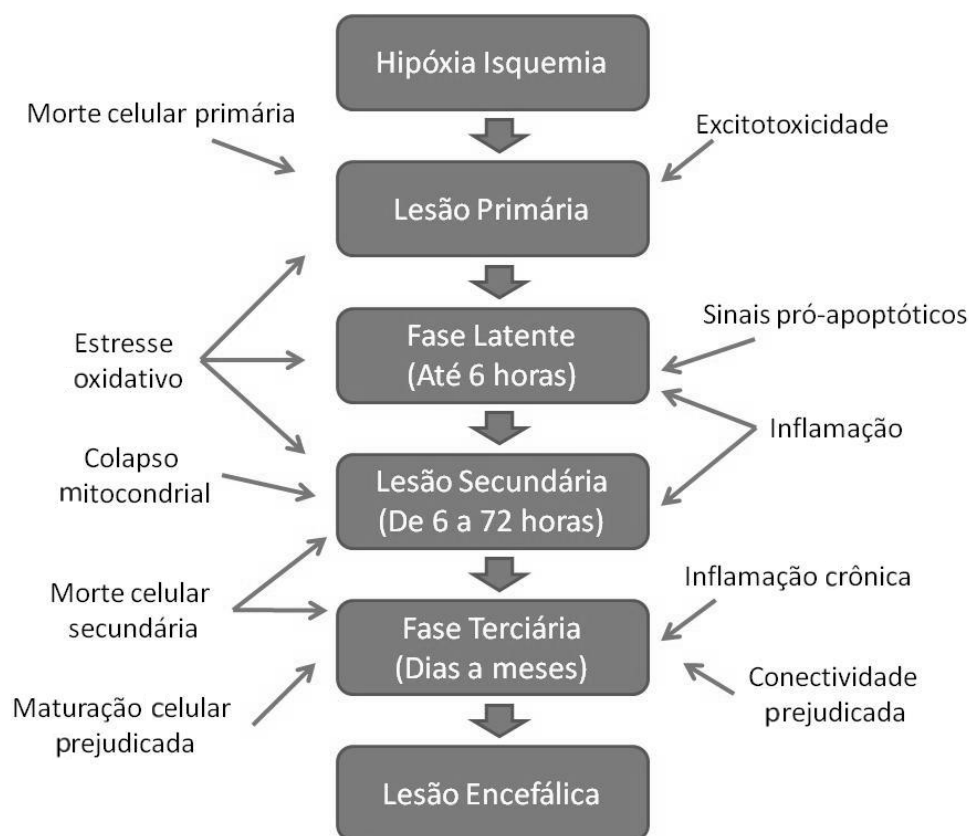 Hipóxia Isquemia
Morte celular primária
Excitotoxicidade
Lesão Primária
Estresse
oxidativo
Fase Latente
(Até 6 horas)
Sinais pró-apoptóticos
Inflamação
Colapso
mitocondrial
Lesão Secundária
(De 6 a 72 horas)
Morte celular
secundária
Fase Terciária
(Dias a meses)
Inflamação crônica
Maturação celular
prejudicada
Conectividade
prejudicada
Lesão Encefálica